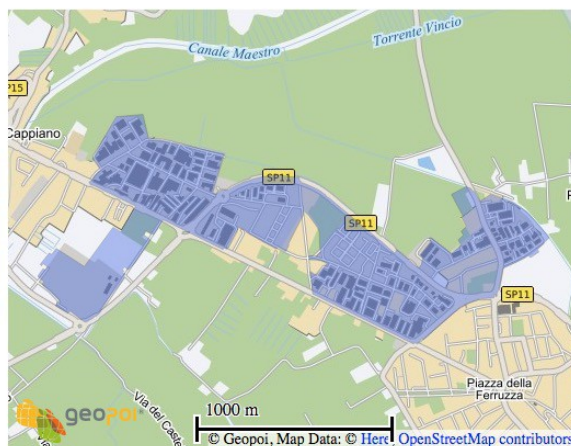 Canale Maestro
Torrente Vincio
SP15
Cappiano
SP11
SP11
SP11
Piazza della
Ferruzza
Via del Caste
geopoi
1000 m
© Geopoi, Map Data: © Here, OpenStreetMap contributors